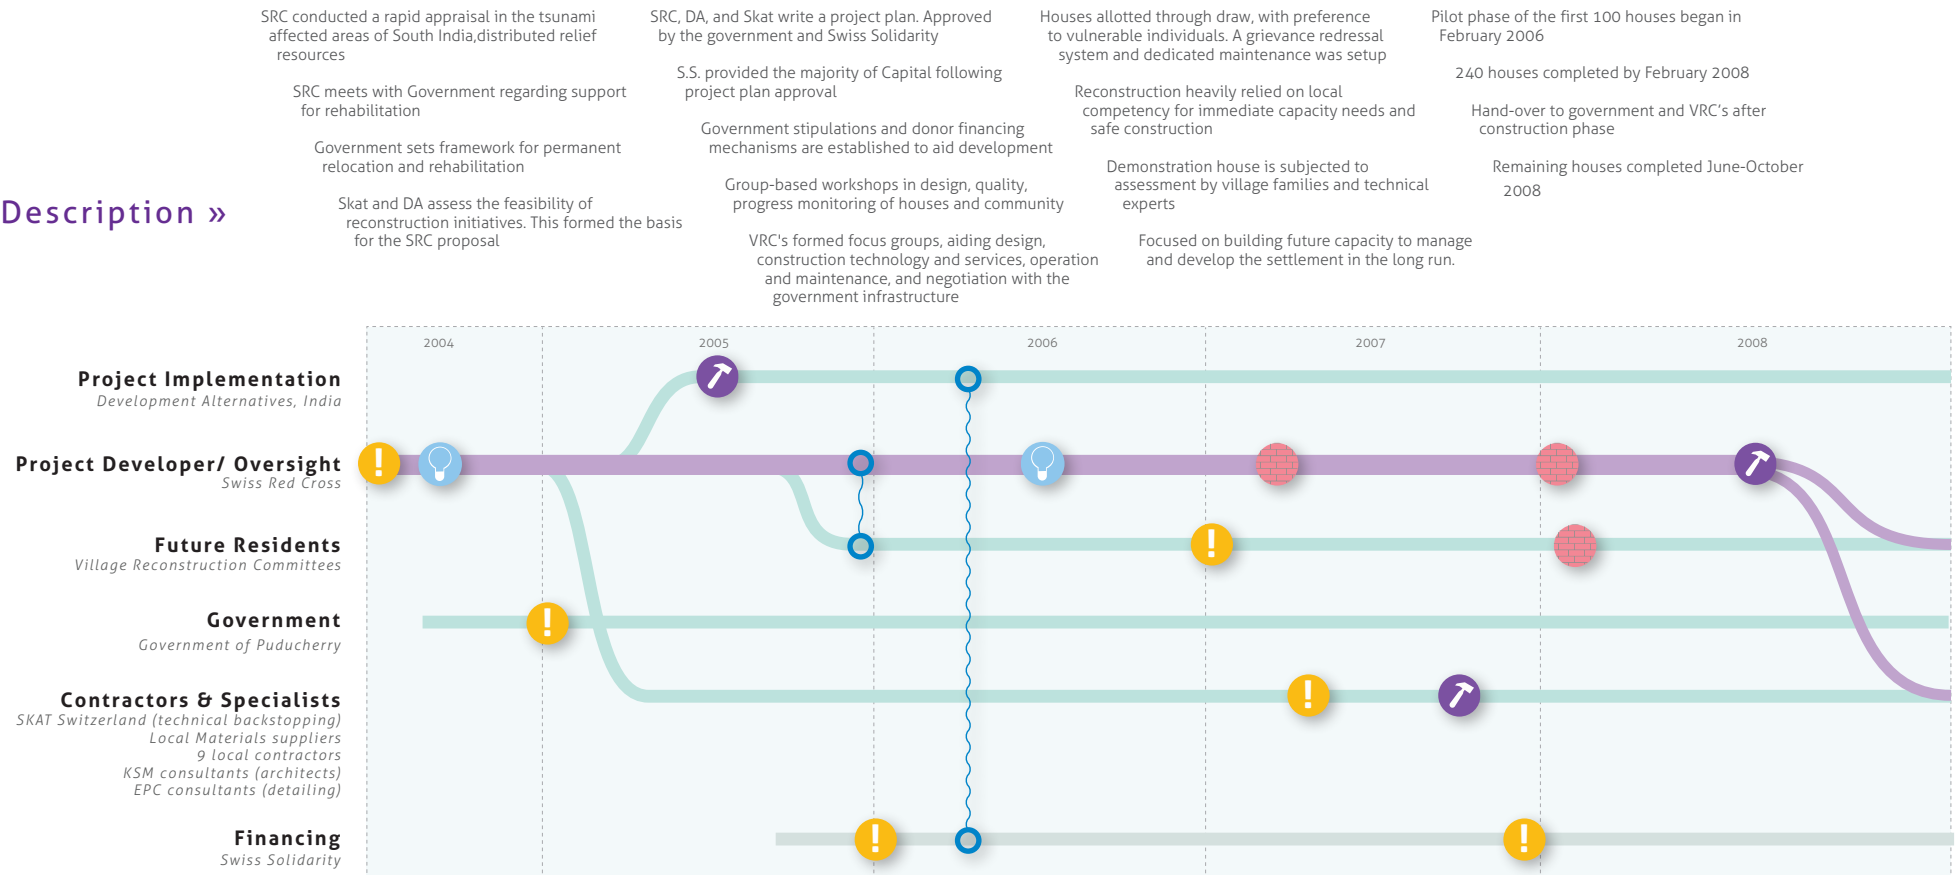 SRC conducted a rapid appraisal in the tsunami
affected areas of South India,distributed relief
resources
SRC meets with Government regarding support
for rehabilitation
Government sets framework for permanent
relocation and rehabilitation
Skat and DA assess the feasibility of
reconstruction initiatives. This formed the basis
for the SRC proposal
SRC, DA, and Skat write a project plan. Approved
by the government and Swiss Solidarity
S.S. provided the majority of Capital following
project plan approval
Government stipulations and donor financing
mechanisms are established to aid development
Group-based workshops in design, quality,
progress monitoring of houses and community
VRC's formed focus groups, aiding design,
construction technology and services, operation
and maintenance, and negotiation with the
government infrastructure
Houses allotted through draw, with preference
to vulnerable individuals. A grievance redressal
system and dedicated maintenance was setup
Reconstruction heavily relied on local
competency for immediate capacity needs and
safe construction
Demonstration house is subjected to
assessment by village families and technical
experts
Focused on building future capacity to manage
and develop the settlement in the long run.
Pilot phase of the first 100 houses began in
February 2006
240 houses completed by February 2008
Hand-over to government and VRC's after
construction phase
Remaining houses completed June-October
2008
Description »
2004
2005
2006
2007
2008
Project Implementation
Development Alternatives, India
Project Developer/ Oversight
Swiss Red Cross
Future Residents
Village Reconstruction Committees
Government
Government of Puducherry
Contractors & Specialists
SKAT Switzerland (technical backstopping)
Local Materials suppliers
9 local contractors
KSM consultants (architects)
EPC consultants (detailing)
Financing
Swiss Solidarity